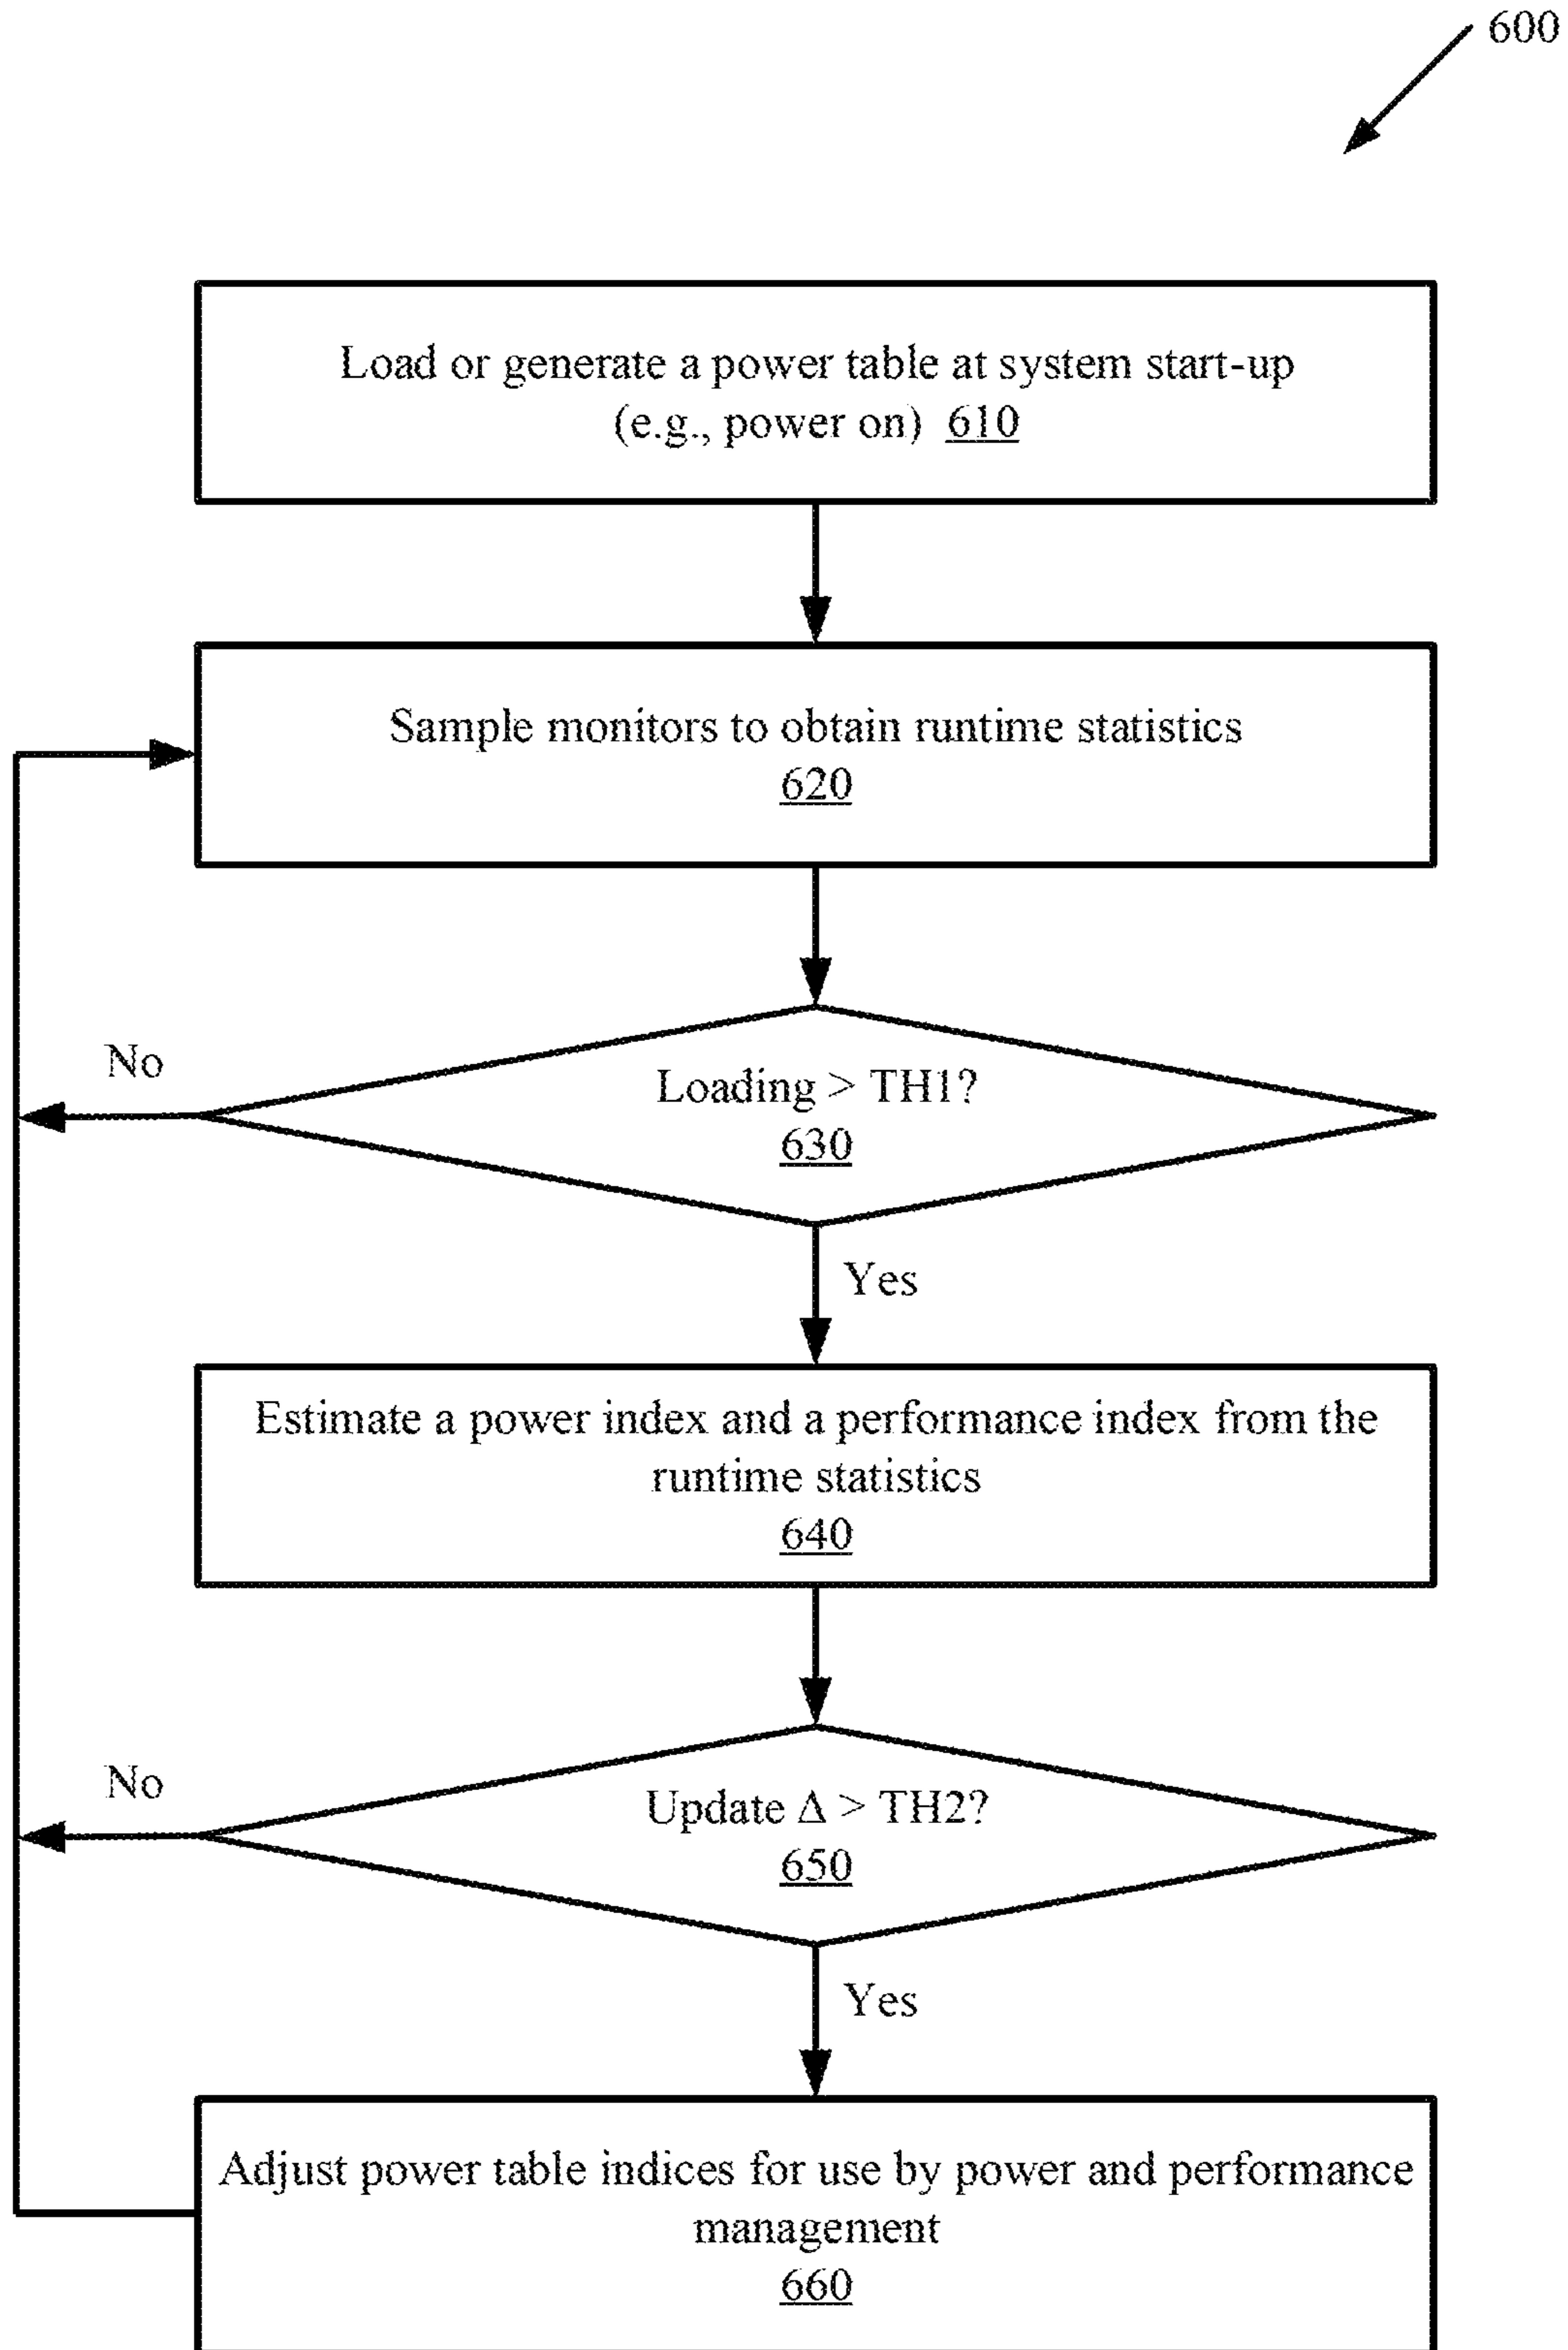 600
Load or generate a power table at system start-up
(e.g., power on) 610
Sample monitors to obtain runtime statistics
620
No
Loading > TH1?
630
Yes
Estimate a power index and a performance index from the
runtime statistics
640
No
Update Δ > TH2?
650
Yes
Adjust power table indices for use by power and performance
management
660